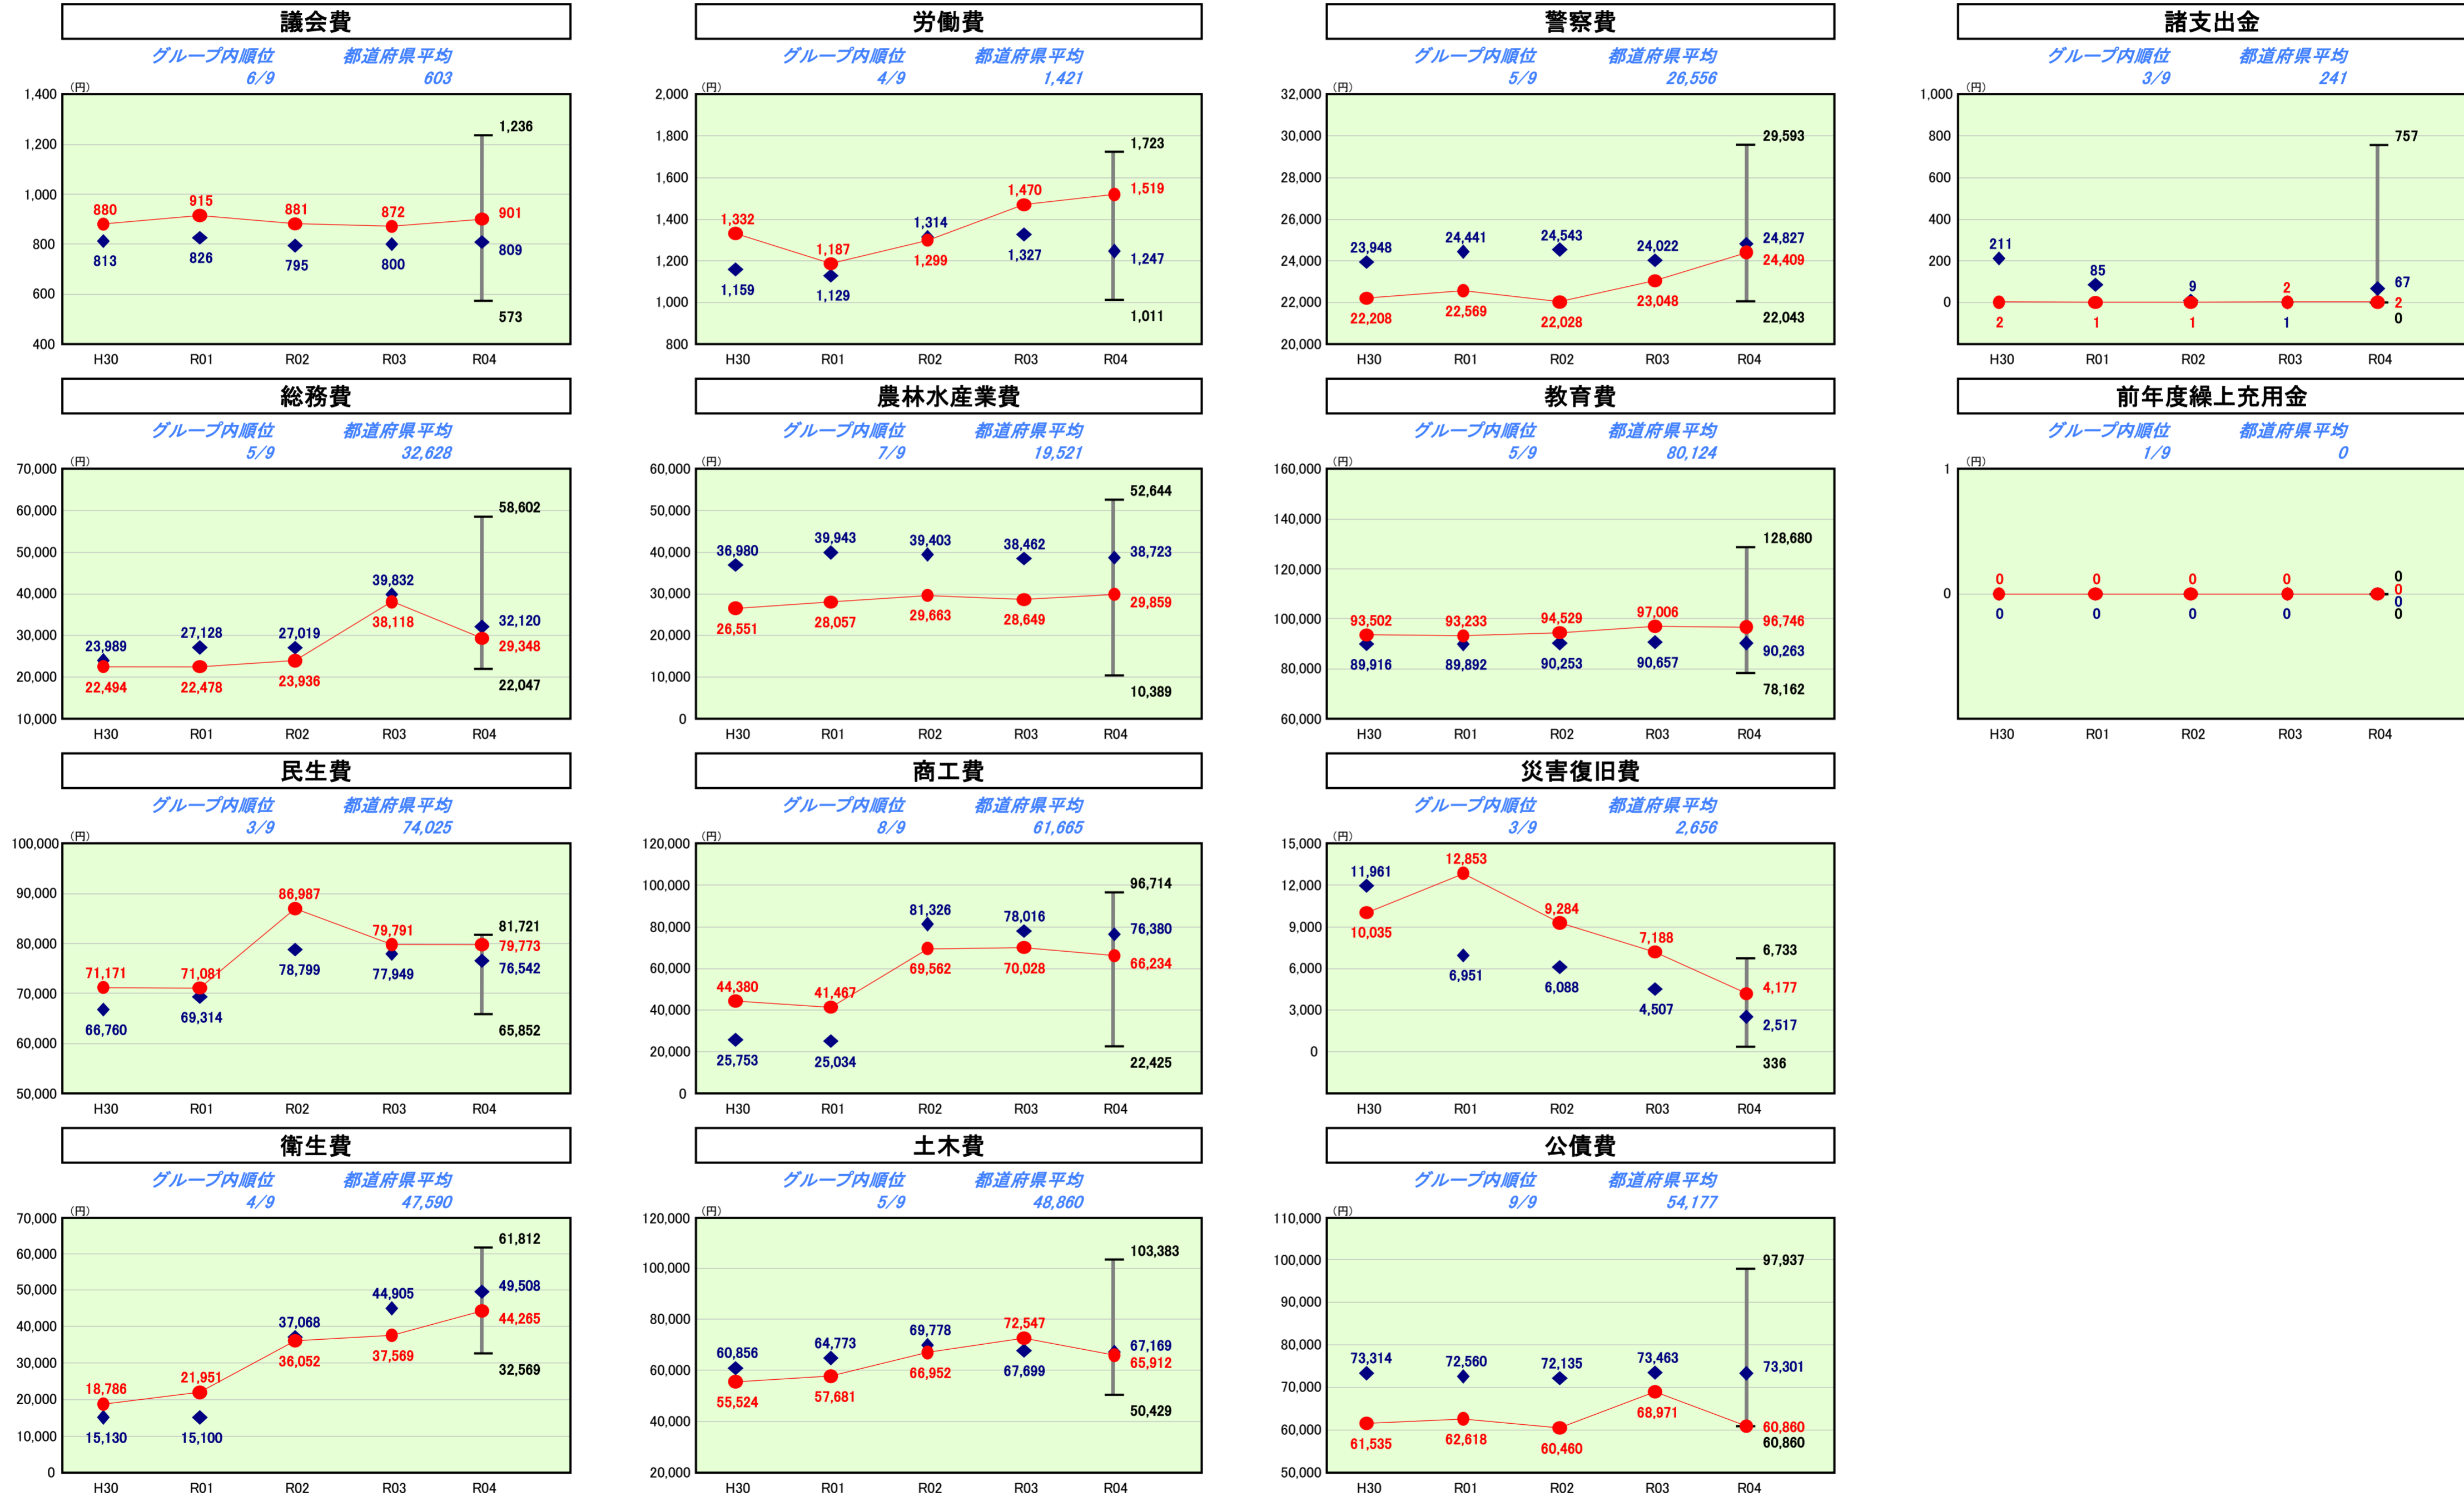 議会費
グループ内順位 都道府県平均
6/9 603
(円)
1,400
1,200
1,000
800
600
400
880 915 881 872 901
813 826 795 800 809
1,236
573
H30 R01 R02 R03 R04
労働費
グループ内順位 都道府県平均
4/9 1,421
(円)
2,000
1,800
1,600
1,400
1,200
1,000
800
1,332 1,187 1,299 1,470 1,519
1,159 1,129 1,314 1,327 1,247
1,723
1,011
H30 R01 R02 R03 R04
警察費
グループ内順位 都道府県平均
5/9 26,556
(円)
32,000
30,000
28,000
26,000
24,000
22,000
20,000
23,948 24,441 24,543 24,022 24,827
22,208 22,569 22,028 23,048 24,409
29,593
22,043
H30 R01 R02 R03 R04
諸支出金
グループ内順位 都道府県平均
3/9 241
(円)
1,000
800
600
400
200
0
211 85 9 1 67
2 1 1 2 2
757
0
H30 R01 R02 R03 R04
総務費
グループ内順位 都道府県平均
5/9 32,628
(円)
70,000
60,000
50,000
40,000
30,000
20,000
10,000
23,989 27,128 27,019 39,832 32,120
22,494 22,478 23,936 38,118 29,348
58,602
22,047
H30 R01 R02 R03 R04
農林水産業費
グループ内順位 都道府県平均
7/9 19,521
(円)
60,000
50,000
40,000
30,000
20,000
10,000
0
36,980 39,943 39,403 38,462 38,723
26,551 28,057 29,663 28,649 29,859
52,644
10,389
H30 R01 R02 R03 R04
教育費
グループ内順位 都道府県平均
5/9 80,124
(円)
160,000
140,000
120,000
100,000
80,000
60,000
93,502 93,233 94,529 97,006 96,746
89,916 89,892 90,253 90,657 90,263
128,680
78,162
H30 R01 R02 R03 R04
前年度繰上充用金
グループ内順位 都道府県平均
1/9 0
(円)
1
0
0 0 0 0 0
0 0 0 0 0
0
0
H30 R01 R02 R03 R04
民生費
グループ内順位 都道府県平均
3/9 74,025
(円)
100,000
90,000
80,000
70,000
60,000
50,000
71,171 71,081 86,987 79,791 79,773
66,760 69,314 78,799 77,949 76,542
81,721
65,852
H30 R01 R02 R03 R04
商工費
グループ内順位 都道府県平均
8/9 61,665
(円)
120,000
100,000
80,000
60,000
40,000
20,000
0
44,380 41,467 69,562 70,028 66,234
25,753 25,034 81,326 78,016 76,380
96,714
22,425
H30 R01 R02 R03 R04
災害復旧費
グループ内順位 都道府県平均
3/9 2,656
(円)
15,000
12,000
9,000
6,000
3,000
0
11,961 6,951 6,088 4,507 2,517
10,035 12,853 9,284 7,188 4,177
6,733
336
H30 R01 R02 R03 R04
衛生費
グループ内順位 都道府県平均
4/9 47,590
(円)
70,000
60,000
50,000
40,000
30,000
20,000
10,000
0
18,786 21,951 36,052 37,569 44,265
15,130 15,100 37,068 44,905 49,508
61,812
32,569
H30 R01 R02 R03 R04
土木費
グループ内順位 都道府県平均
5/9 48,860
(円)
120,000
100,000
80,000
60,000
40,000
20,000
60,856 64,773 69,778 67,699 67,169
55,524 57,681 66,952 72,547 65,912
103,383
50,429
H30 R01 R02 R03 R04
公債費
グループ内順位 都道府県平均
9/9 54,177
(円)
110,000
100,000
90,000
80,000
70,000
60,000
50,000
73,314 72,560 72,135 73,463 73,301
61,535 62,618 60,460 68,971 60,860
97,937
60,860
H30 R01 R02 R03 R04